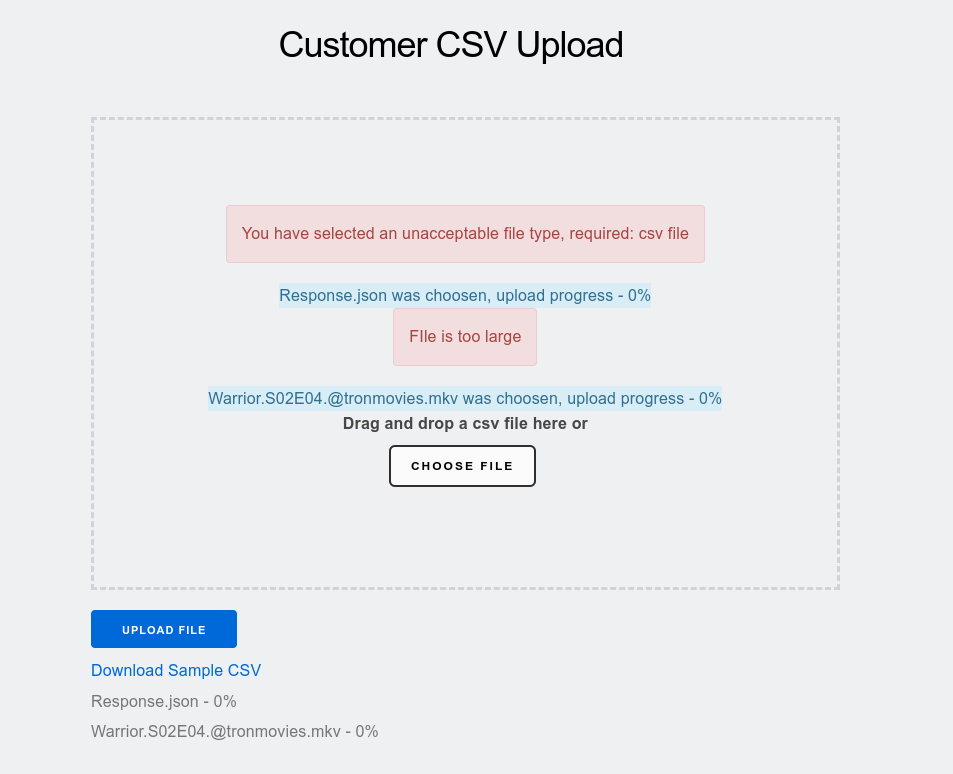 Customer CSV Upload
You have selected an unacceptable file type, required: csv file
Response.json was choosen, upload progress - 0%
FIle is too large
Warrior.S02E04.@tronmovies.mkv was choosen, upload progress - 0%
Drag and drop a csv file here or
CHOOSE FILE
UPLOAD FILE
Download Sample CSV
Response.json - 0%
Warrior.S02E04.@tronmovies.mkv - 0%